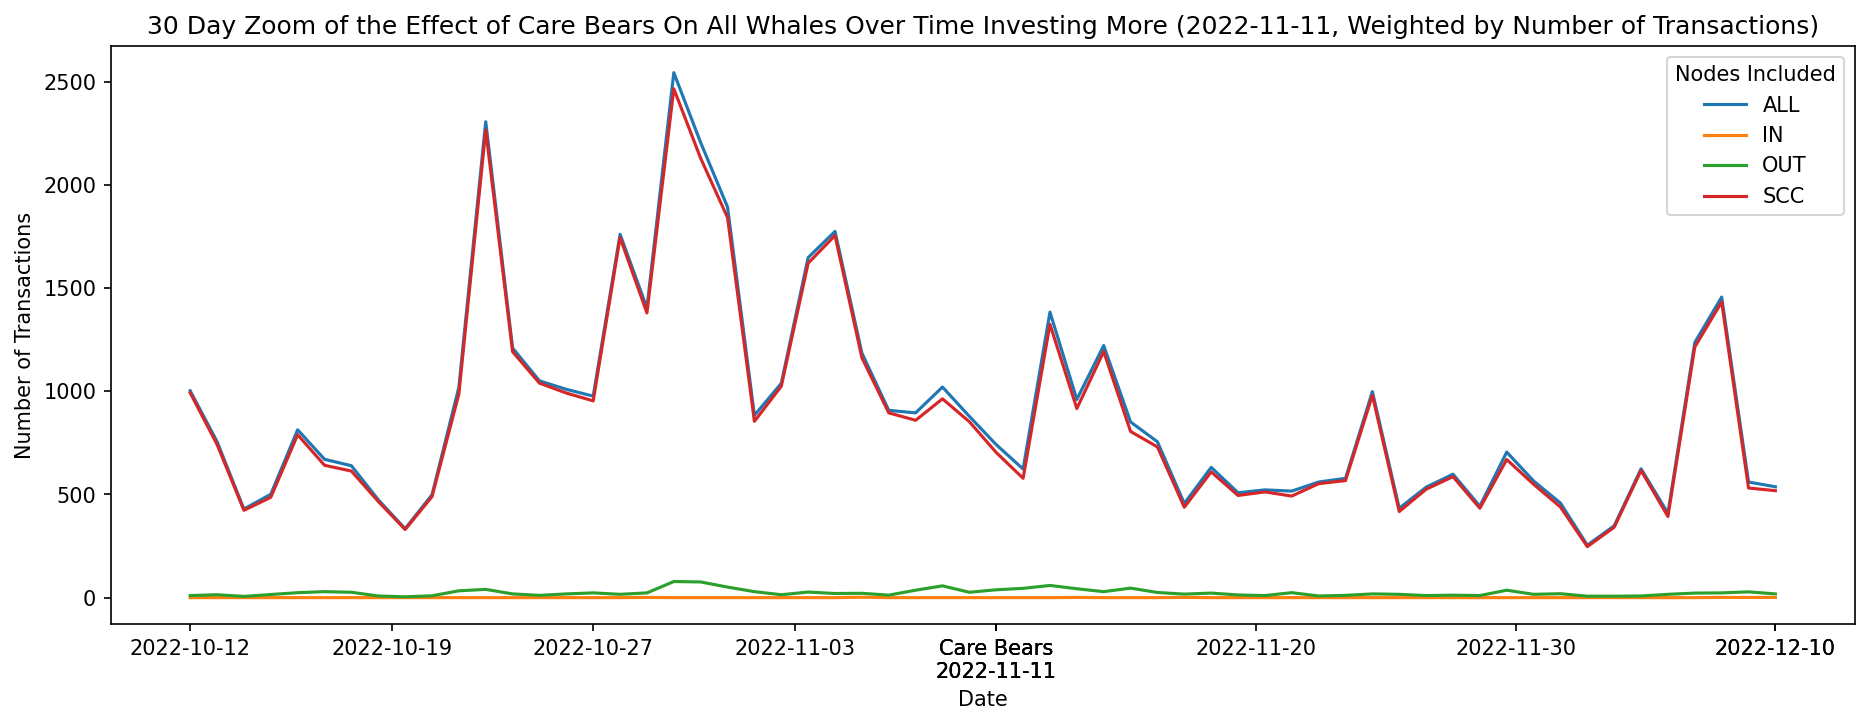 30 Day Zoom of the Effect of Care Bears On All Whales Over Time Investing More (2022-11-11, Weighted by Number of Transactions)
Nodes Included
ALL
IN
OUT
SCC
Number of Transactions
2500
2000
1500
1000
500
0
2022-10-12
2022-10-19
2022-10-27
2022-11-03
Care Bears
2022-11-11
2022-11-20
2022-11-30
2022-12-10
Date